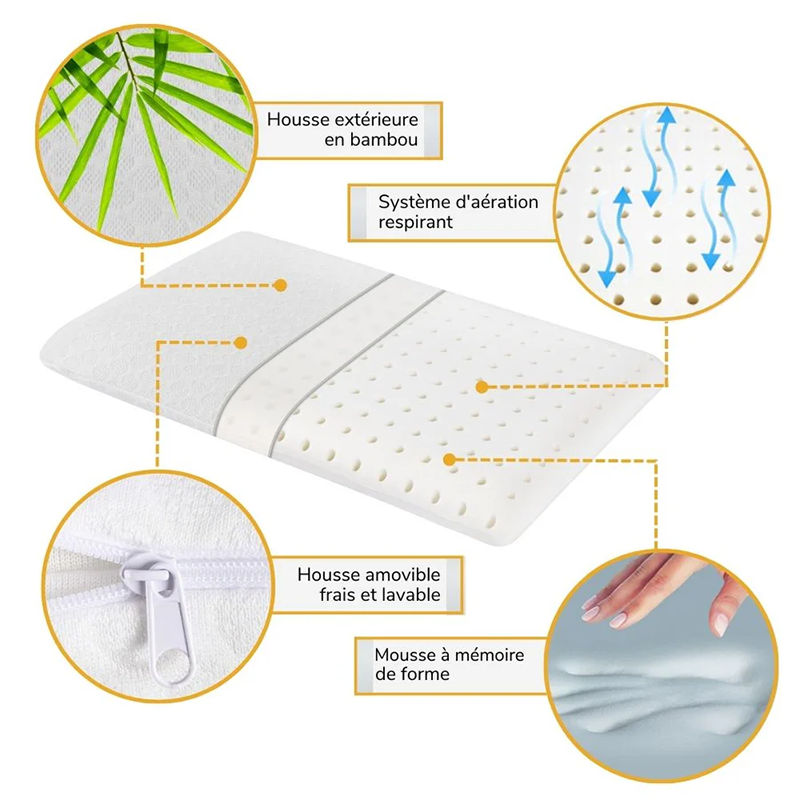 Housse extérieure
en bambou
Système d'aération
respirant
Housse amovible
frais et lavable
Mousse à mémoire
de forme